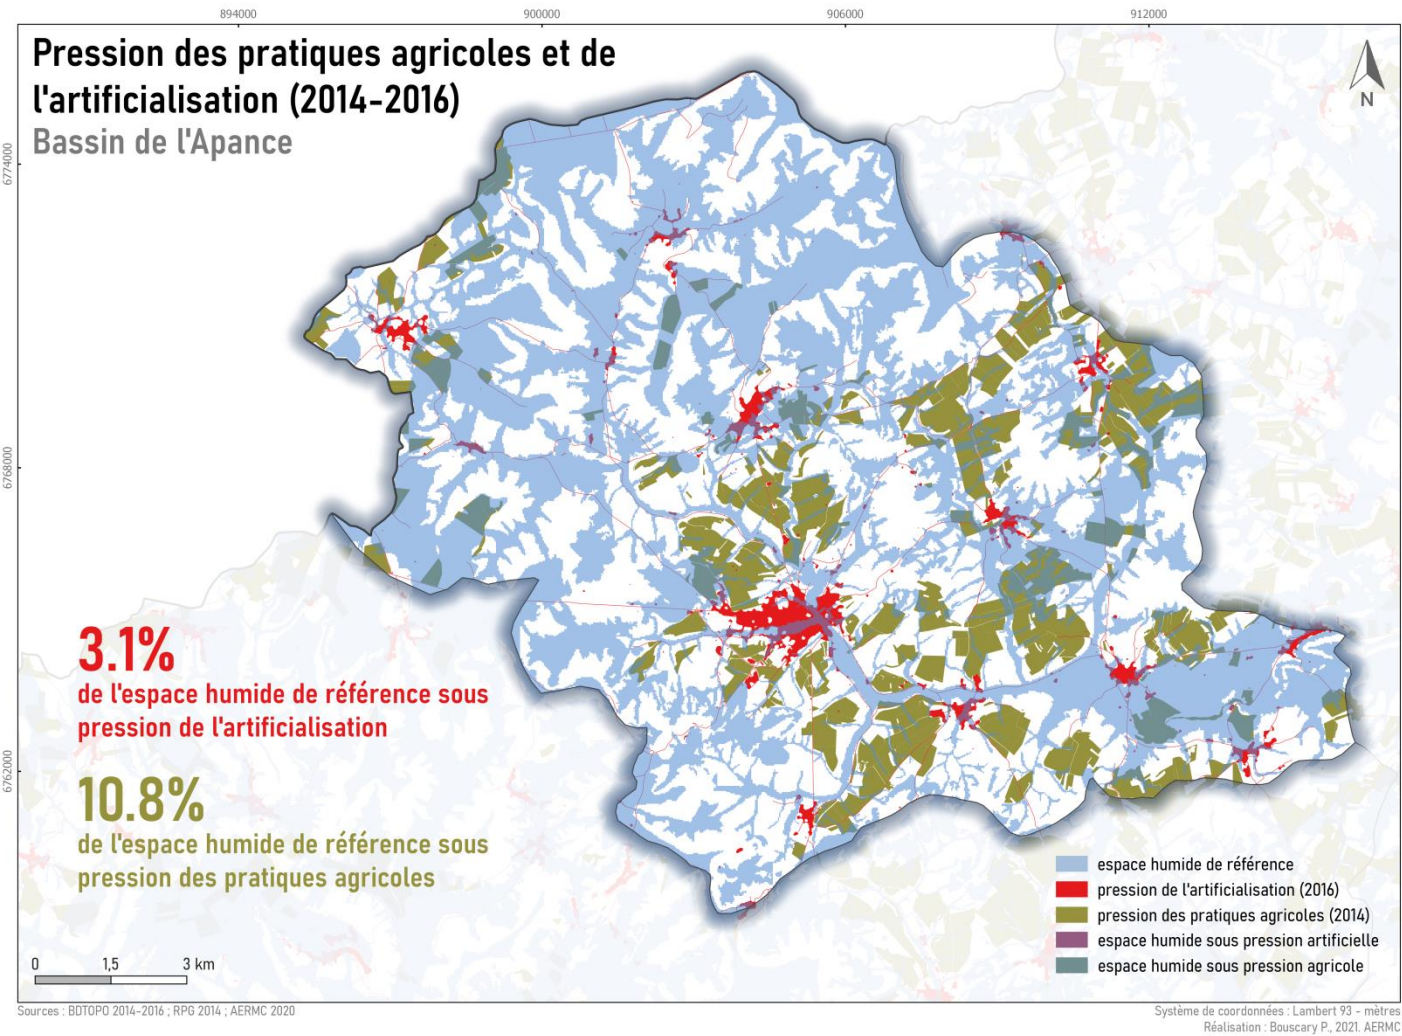 894000
900000
906000
912000
Pression des pratiques agricoles et de
l'artificialisation (2014-2016)
Bassin de l'Apance
N
6774000
6768000
6762000
3.1%
de l'espace humide de référence sous
pression de l'artificialisation
10.8%
de l'espace humide de référence sous
pression des pratiques agricoles
espace humide de référence
pression de l'artificialisation (2016)
pression des pratiques agricoles (2014)
espace humide sous pression artificielle
espace humide sous pression agricole
0 1,5 3 km
Sources : BDTOPO 2014-2016 ; RPG 2014 ; AERMC 2020
Système de coordonnées : Lambert 93 - mètres
Réalisation : Bouscary P., 2021. AERMC